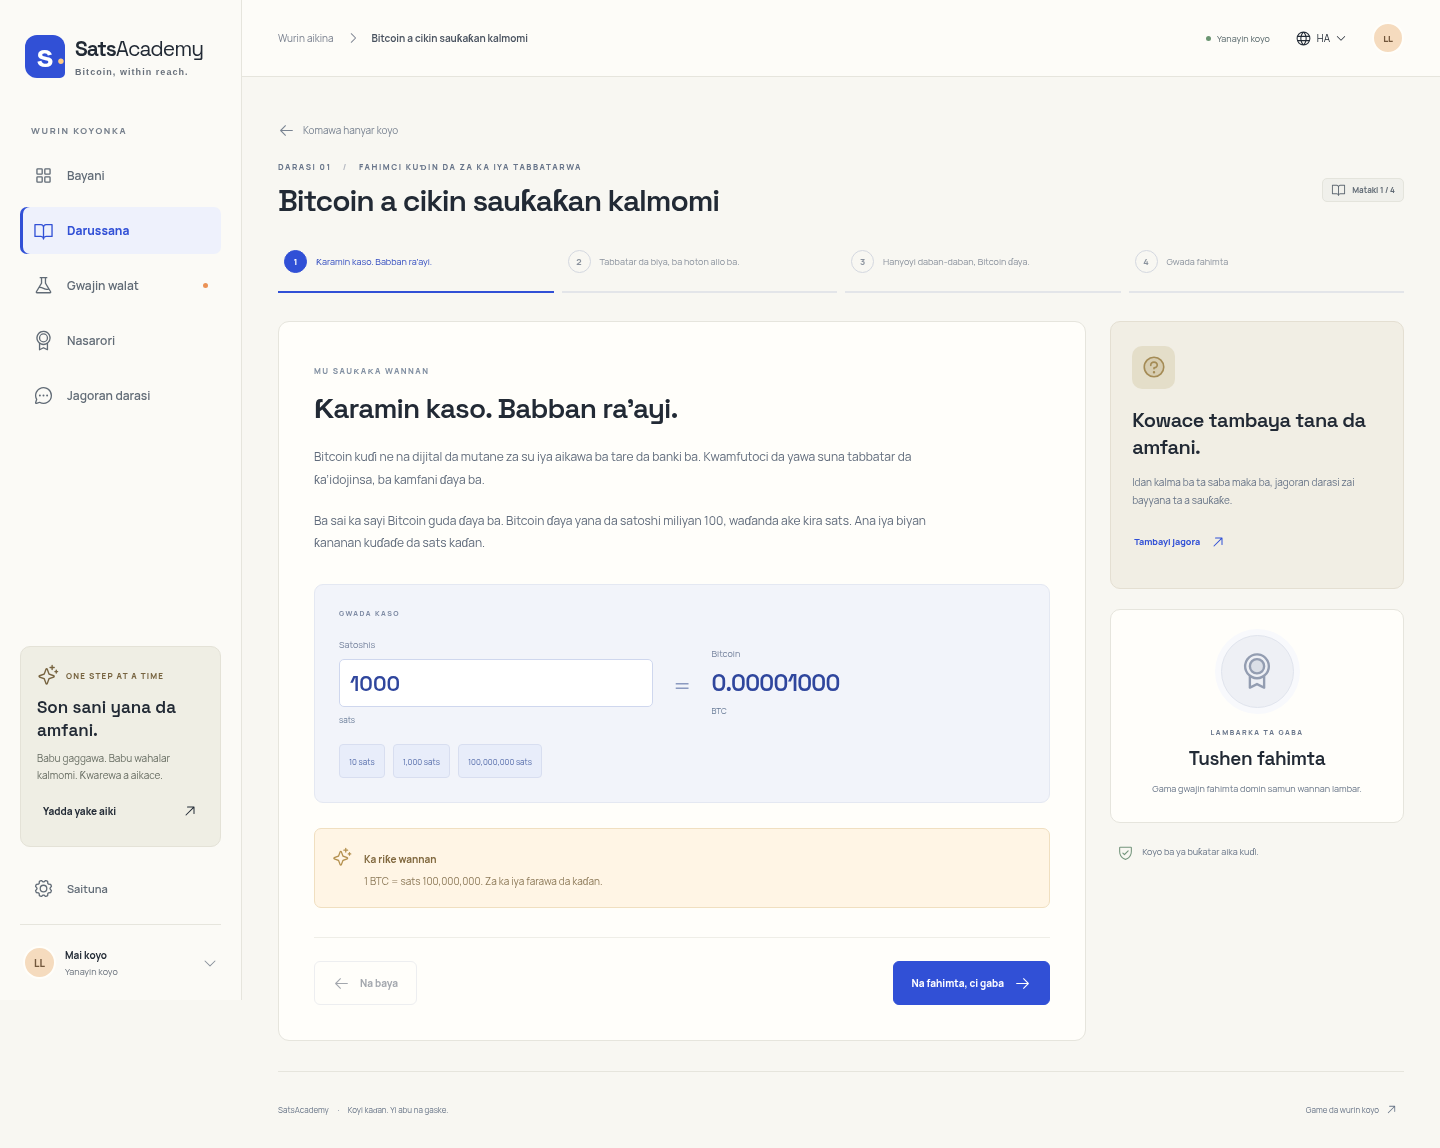 SatsAcademy
Bitcoin, within reach.
WURIN KOYONKA
Bayani
Darussana
Gwajin walat
Nasarori
Jagoran darasi
ONE STEP AT A TIME
Son sani yana da
amfani.
Babu gaggawa. Babu wahalar
kalmomi. Ƙwarewa a aikace.
Yadda yake aiki
Saituna
LL
Mai koyo
Yanayin koyo
Wurin aikina
Bitcoin a cikin sauƙaƙan kalmomi
Yanayin koyo
HA
LL
Komawa hanyar koyo
DARASI 01 / FAHIMCI KUƊIN DA ZA KA IYA TABBATARWA
Bitcoin a cikin sauƙaƙan kalmomi
Mataki 1 / 4
1 Ƙaramin kaso. Babban ra’ayi.
2 Tabbatar da biya, ba hoton allo ba.
3 Hanyoyi daban-daban, Bitcoin ɗaya.
4 Gwada fahimta
MU SAUƘAƘA WANNAN
Ƙaramin kaso. Babban ra’ayi.
Bitcoin kuɗi ne na dijital da mutane za su iya aikawa ba tare da banki ba. Kwamfutoci da yawa suna tabbatar da
ƙa’idojinsa, ba kamfani ɗaya ba.
Ba sai ka sayi Bitcoin guda ɗaya ba. Bitcoin ɗaya yana da satoshi miliyan 100, waɗanda ake kira sats. Ana iya biyan
ƙananan kuɗaɗe da sats kaɗan.
GWADA KASO
Satoshis
1000
sats
=
Bitcoin
0.00001000
BTC
10 sats
1,000 sats
100,000,000 sats
Ka riƙe wannan
1 BTC = sats 100,000,000. Za ka iya farawa da kaɗan.
Na baya
Na fahimta, ci gaba
Kowace tambaya tana da
amfani.
Idan kalma ba ta saba maka ba, jagoran darasi zai
bayyana ta a sauƙaƙe.
Tambayi jagora
LAMBARKA TA GABA
Tushen fahimta
Gama gwajin fahimta domin samun wannan lambar.
Koyo ba ya buƙatar aika kuɗi.
SatsAcademy · Koyi kaɗan. Yi abu na gaske.
Game da wurin koyo